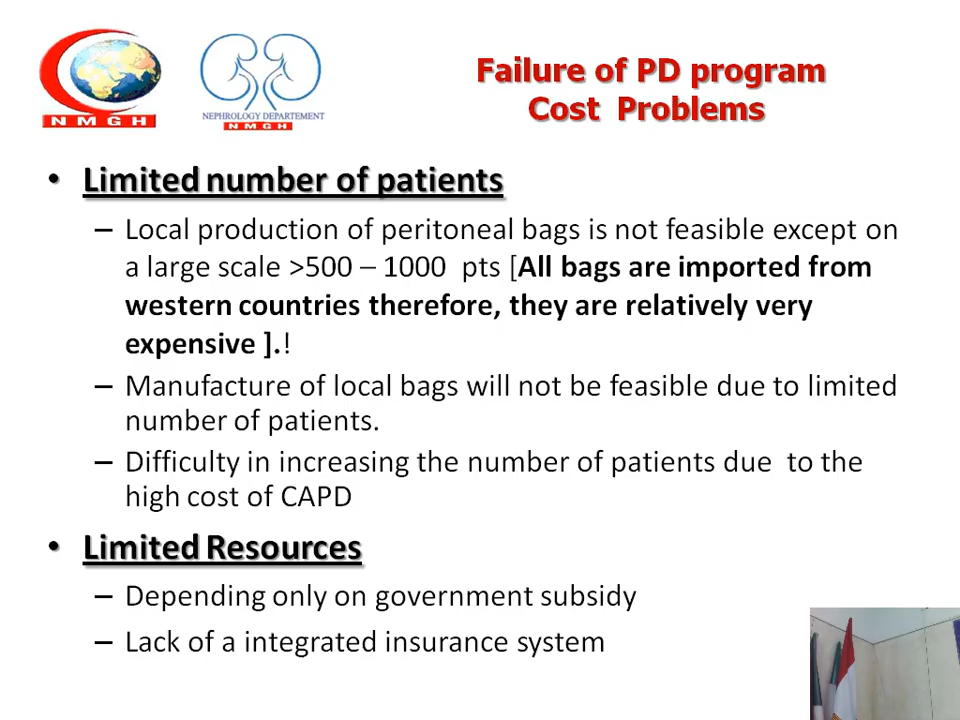 NMGH
NEPHROLOGY DEPARTEMENT
NMGH
Failure of PD program
Cost Problems
• Limited number of patients
– Local production of peritoneal bags is not feasible except on
a large scale >500 – 1000 pts [All bags are imported from
western countries therefore, they are relatively very
expensive ].!
– Manufacture of local bags will not be feasible due to limited
number of patients.
– Difficulty in increasing the number of patients due to the
high cost of CAPD
• Limited Resources
– Depending only on government subsidy
– Lack of a integrated insurance system